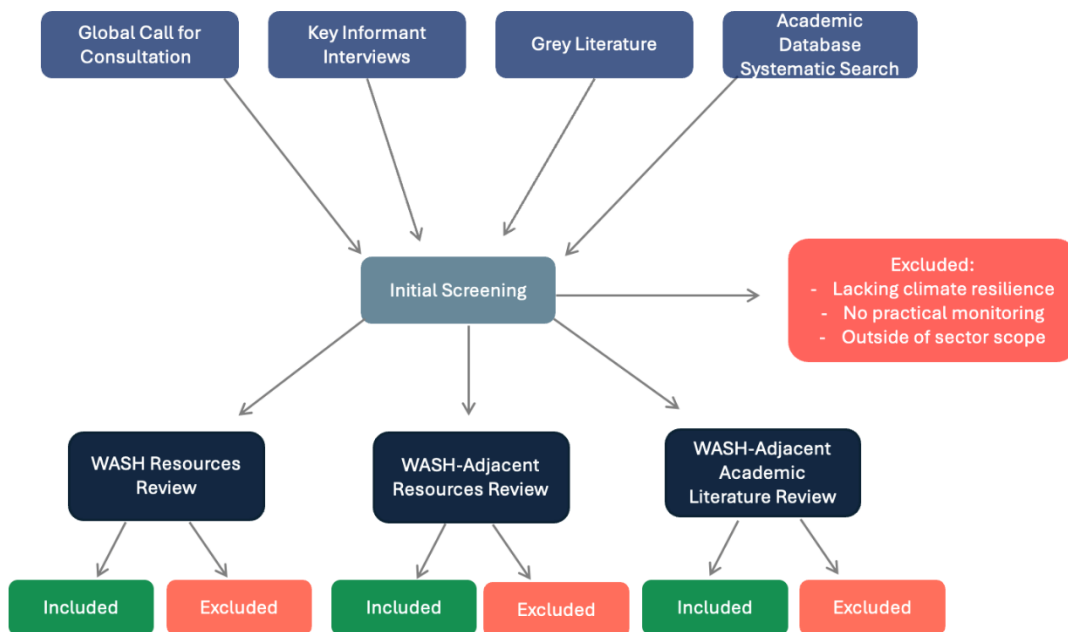 Global Call for
Consultation
Key Informant
Interviews
Grey Literature
Academic
Database
Systematic Search
Initial Screening
Excluded:
- Lacking climate resilience
- No practical monitoring
- Outside of sector scope
WASH Resources
Review
WASH-Adjacent
Resources Review
WASH-Adjacent
Academic
Literature Review
Included
Excluded
Included
Excluded
Included
Excluded